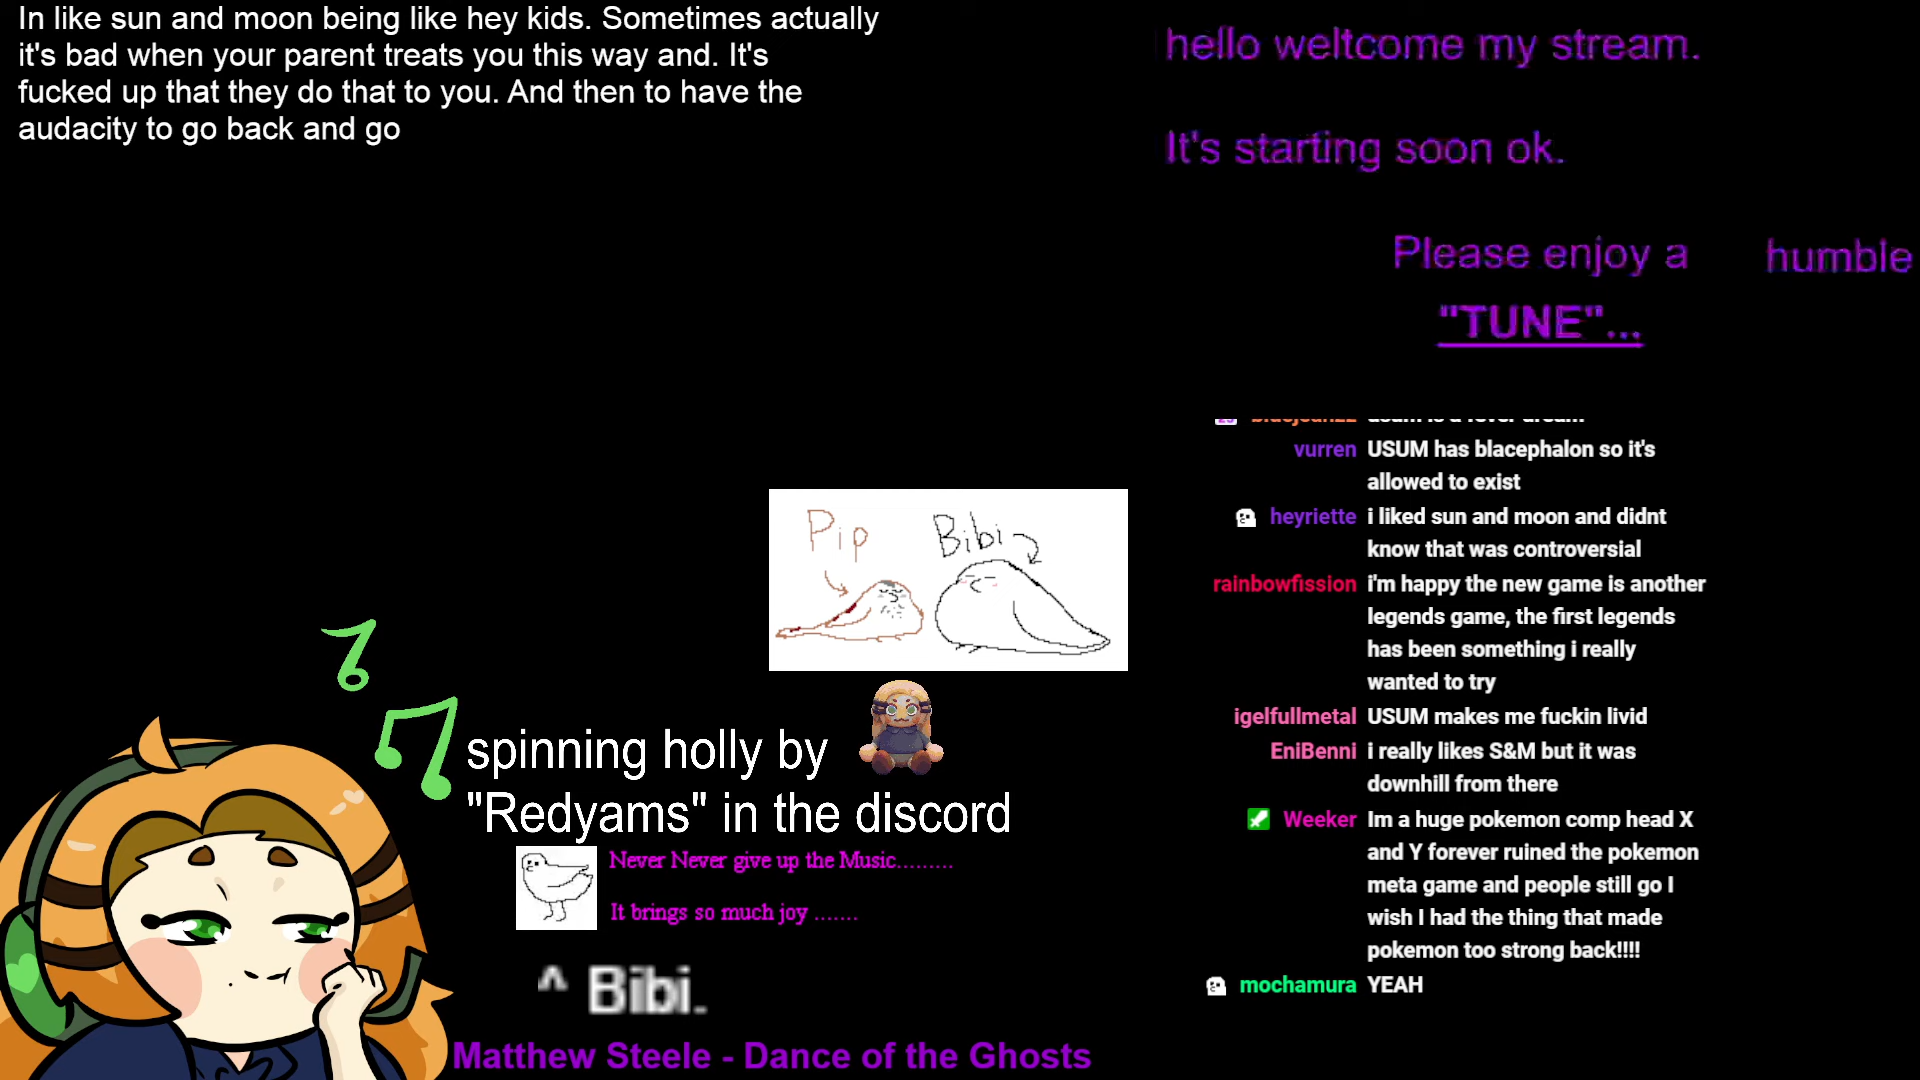 In like sun and moon being like hey kids. Sometimes actually
it's bad when your parent treats you this way and. It's
fucked up that they do that to you. And then to have the
audacity to go back and go
hello weltcome my stream.
It's starting soon ok.
Please enjoy a humble
"TUNE"...
vurren USUM has blacephalon so it's
allowed to exist
heyriette i liked sun and moon and didnt
know that was controversial
rainbowfission i'm happy the new game is another
legends game, the first legends
has been something i really
wanted to try
igelfullmetal USUM makes me fuckin livid
EniBenni i really likes S&M but it was
downhill from there
Weeker Im a huge pokemon comp head X
and Y forever ruined the pokemon
meta game and people still go I
wish I had the thing that made
pokemon too strong back!!!!
mochamura YEAH
Pip
Bibi
spinning holly by
"Redyams" in the discord
Never Never give up the Music.........
It brings so much joy .......
^ Bibi.
Matthew Steele - Dance of the Ghosts